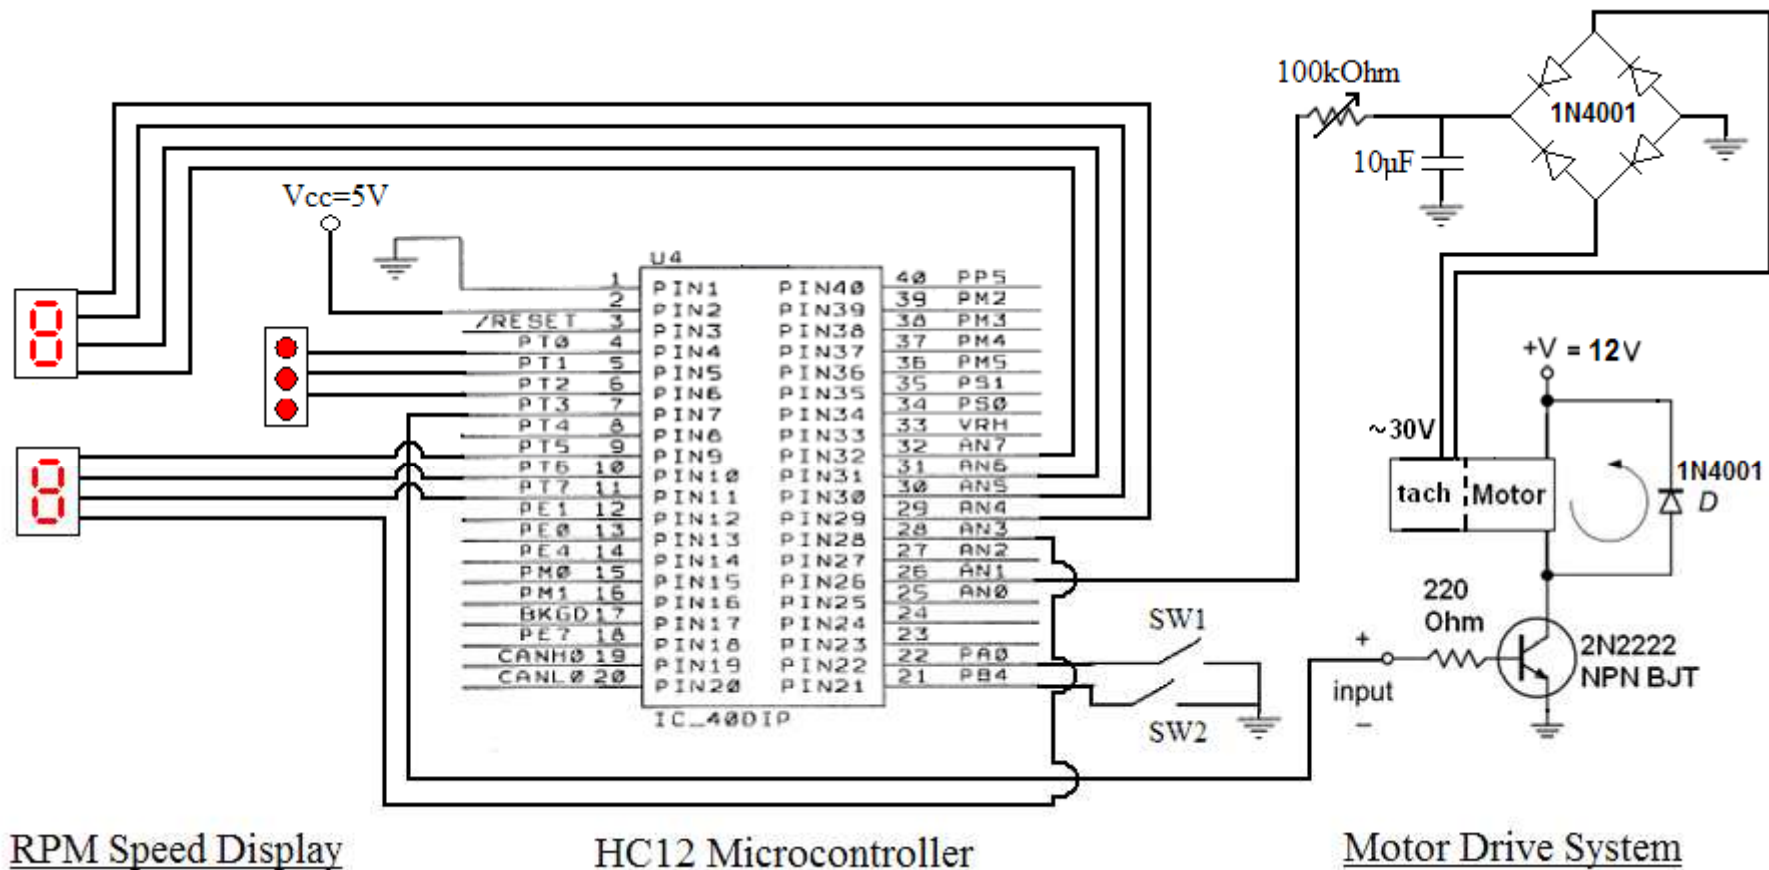 100kOhm
1N4001
10µF
Vcc=5V
U4
1 PIN1 PIN40 40 PP5
2 PIN2 PIN39 39 PM2
/RESET 3 PIN3 PIN38 38 PM3
PT0 4 PIN4 PIN37 37 PM4
PT1 5 PIN5 PIN36 36 PM5
PT2 6 PIN6 PIN35 35 PS1
PT3 7 PIN7 PIN34 34 PS0
PT4 8 PIN8 PIN33 33 VRH
PT5 9 PIN9 PIN32 32 AN7
PT6 10 PIN10 PIN31 31 AN6
PT7 11 PIN11 PIN30 30 AN5
PE1 12 PIN12 PIN29 29 AN4
PE0 13 PIN13 PIN28 28 AN3
PE4 14 PIN14 PIN27 27 AN2
PM0 15 PIN15 PIN26 26 AN1
PM1 16 PIN16 PIN25 25 AN0
BKGD 17 PIN17 PIN24 24
PE7 18 PIN18 PIN23 23
CANH0 19 PIN19 PIN22 22 PA0
CANL0 20 PIN20 PIN21 21 PB4
IC_40DIP
8
8
SW1
SW2
+V = 12V
~30V
tach Motor
1N4001
D
220
Ohm
+
input
−
2N2222
NPN BJT
RPM Speed Display
HC12 Microcontroller
Motor Drive System